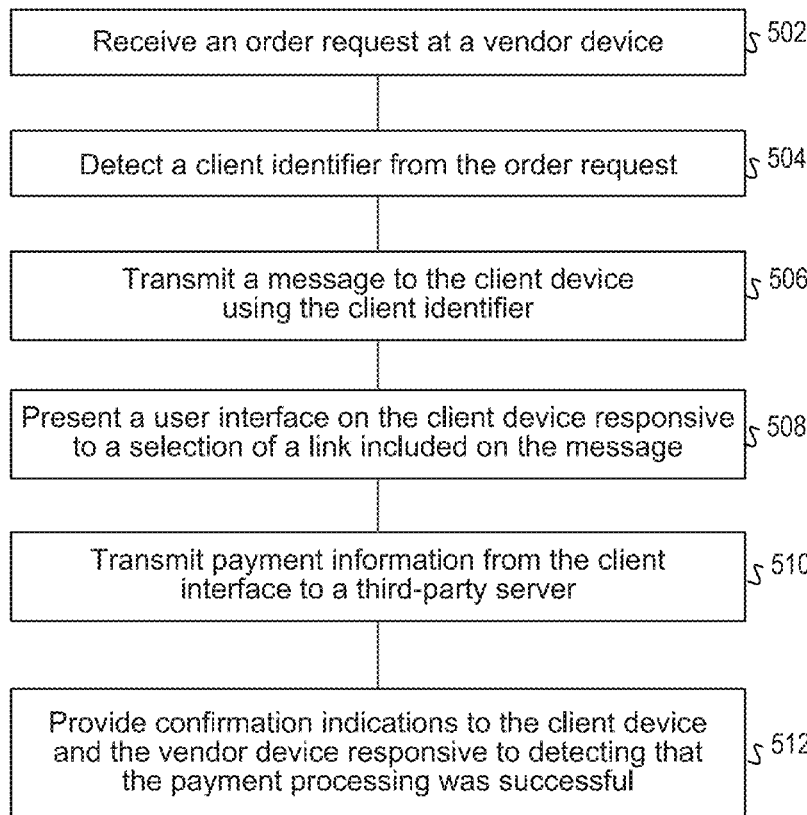 Receive an order request at a vendor device
502
Detect a client identifier from the order request
504
Transmit a message to the client device
using the client identifier
506
Present a user interface on the client device responsive
to a selection of a link included on the message
508
Transmit payment information from the client
interface to a third-party server
510
Provide confirmation indications to the client device
and the vendor device responsive to detecting that
the payment processing was successful
512